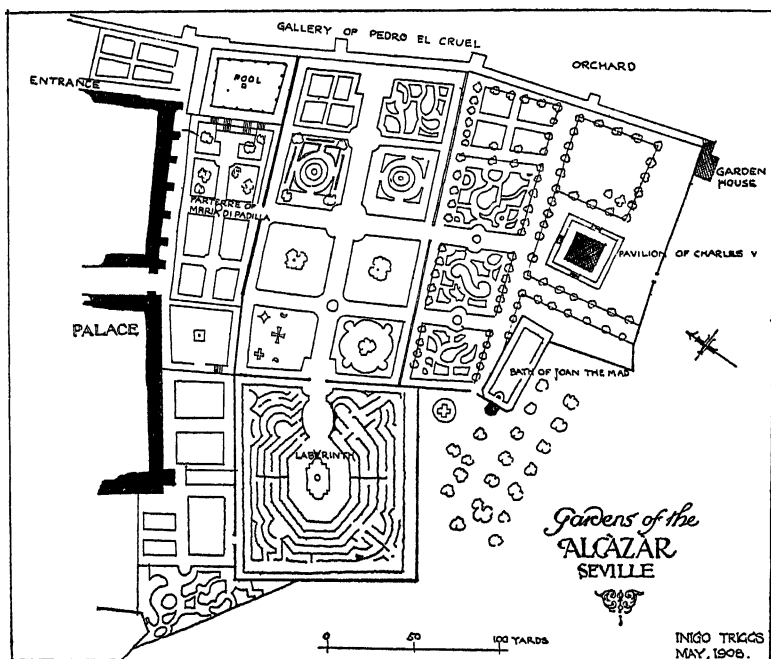 GALLERY OF PEDRO EL CRUEL
ORCHARD
ENTRANCE
POOL
GARDEN
HOUSE
PARTERRE OF
MARIA DI PADILLA
PAVILION OF CHARLES V
PALACE
BATH OF JOAN THE MAD
LABYRINTH
Gardens of the
ALCÀZÀR
SEVILLE
0 50 100 YARDS
INIGO TRIGGS
MAY, 1908.